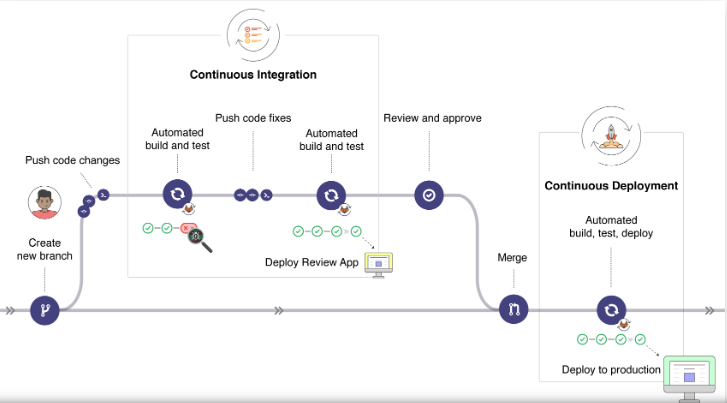 Continuous Integration
Push code fixes
Review and approve
Automated
build and test
Automated
build and test
Push code changes
Continuous Deployment
Automated
build, test, deploy
Create
new branch
Deploy Review App
Merge
Deploy to production